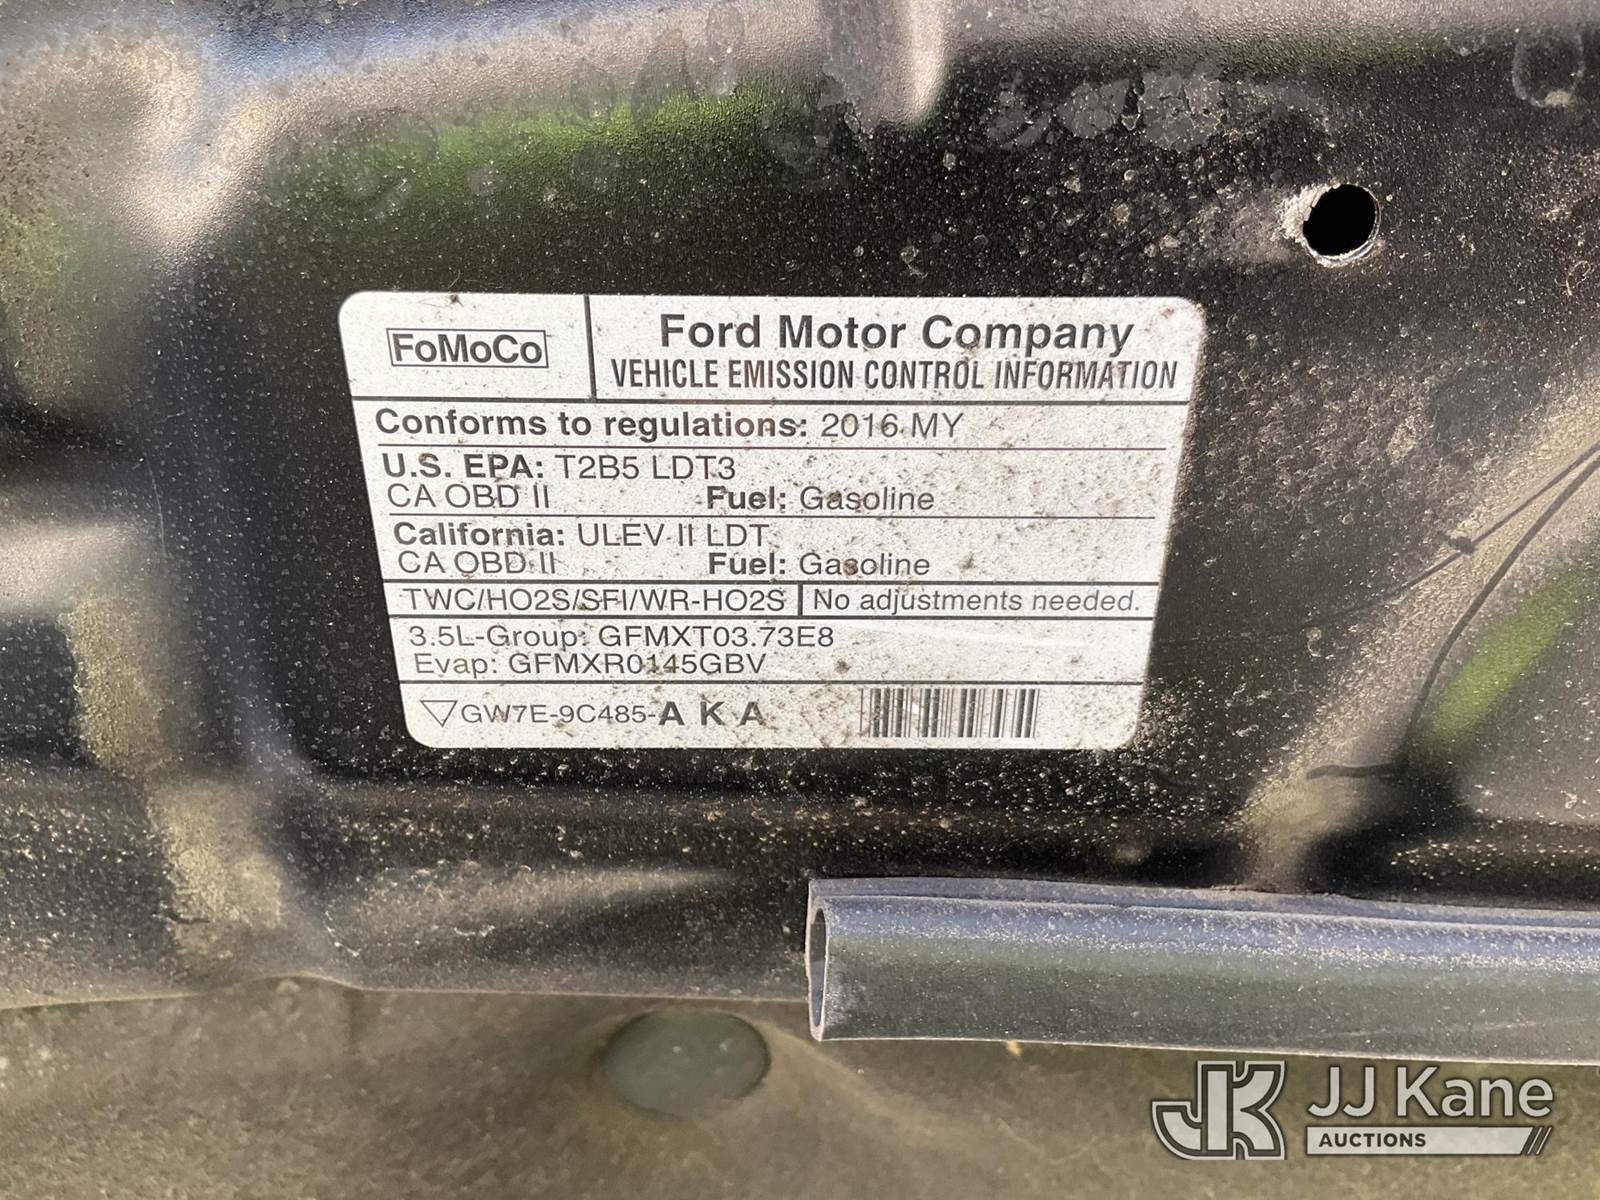 FoMoCo
Ford Motor Company
VEHICLE EMISSION CONTROL INFORMATION
Conforms to regulations: 2016 MY
U.S. EPA: T2B5 LDT3
CA OBD II Fuel: Gasoline
California: ULEV II LDT
CA OBD II Fuel: Gasoline
TWC/HO2S/SFI/WR-HO2S No adjustments needed.
3.5L-Group: GFMXT03.73E8
Evap: GFMXR0145GBV
GW7E-9C485-A K A
JK JJ Kane
AUCTIONS